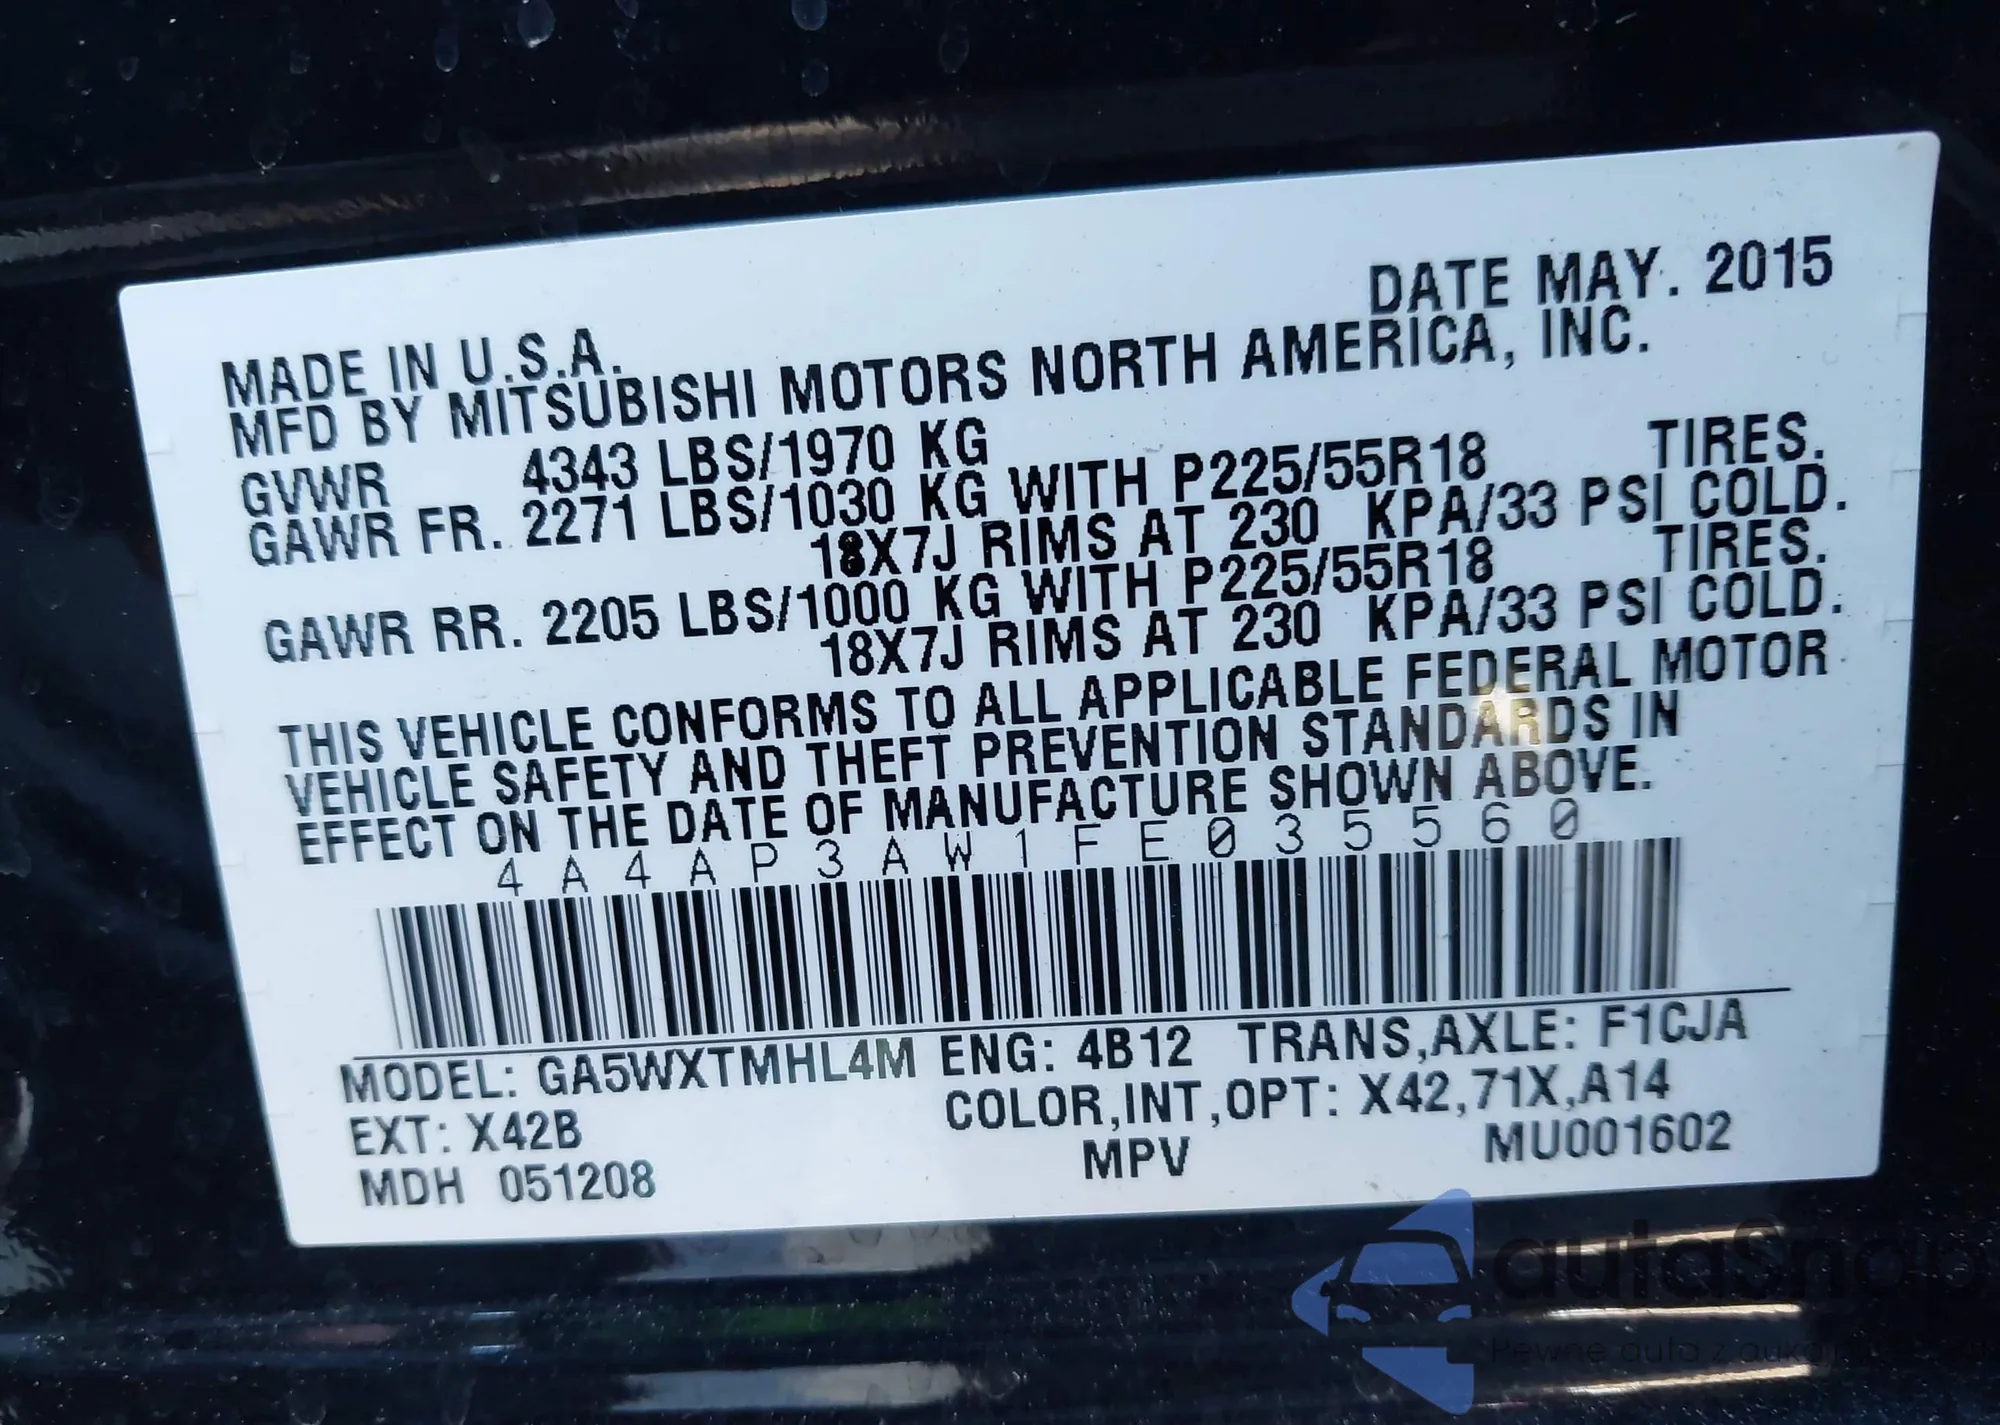 DATE MAY. 2015
MADE IN U.S.A.
MFD BY MITSUBISHI MOTORS NORTH AMERICA, INC.
GVWR 4343 LBS/1970 KG
GAWR FR. 2271 LBS/1030 KG WITH P225/55R18 TIRES.
18X7J RIMS AT 230 KPA/33 PSI COLD.
GAWR RR. 2205 LBS/1000 KG WITH P225/55R18 TIRES.
18X7J RIMS AT 230 KPA/33 PSI COLD.
THIS VEHICLE CONFORMS TO ALL APPLICABLE FEDERAL MOTOR
VEHICLE SAFETY AND THEFT PREVENTION STANDARDS IN
EFFECT ON THE DATE OF MANUFACTURE SHOWN ABOVE.
4A4AP3AW1FE035560
MODEL: GA5WXTMHL4M ENG: 4B12 TRANS,AXLE: F1CJA
EXT: X42B COLOR,INT,OPT: X42,71X,A14
MDH 051208 MPV MU001602
autaSnap
Pewne auta z